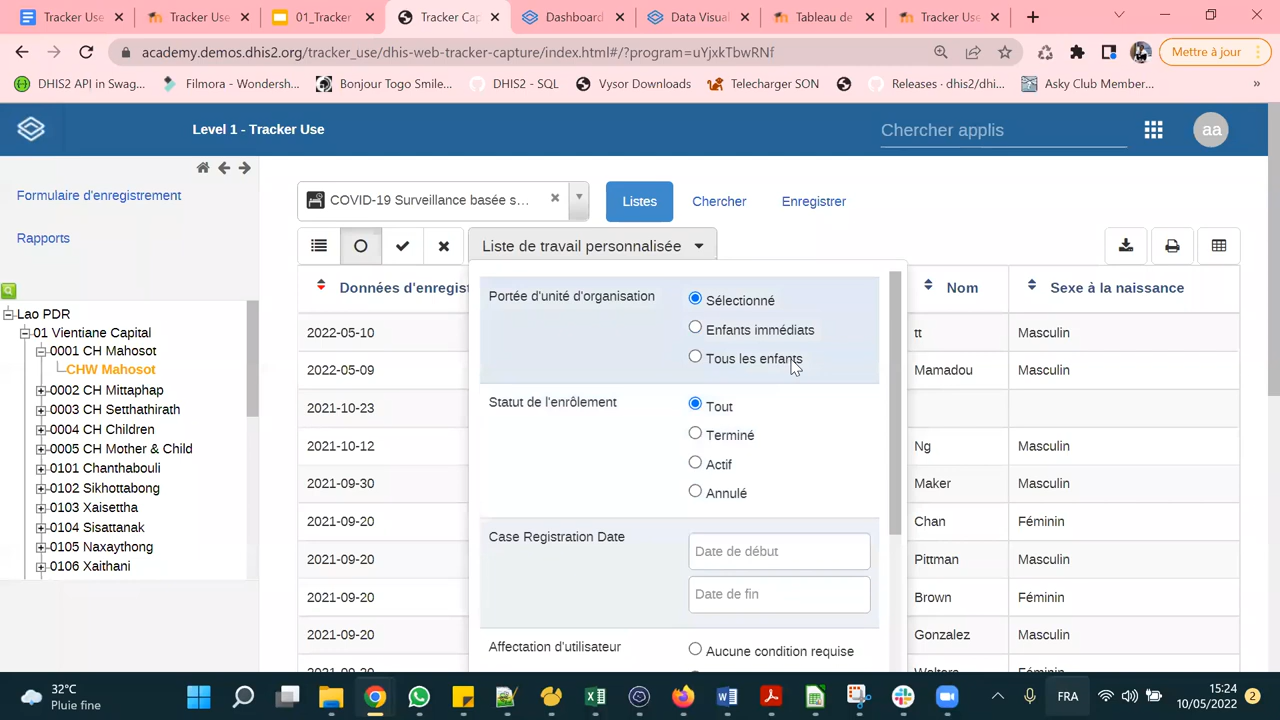 Tracker Use
Tracker Use
01_Tracker
Tracker Cap
Dashboard
Data Visual
Tableau de
Tracker Use
academy.demos.dhis2.org/tracker_use/dhis-web-tracker-capture/index.html#/?program=uYjxkTbwRNf
Mettre à jour
DHIS2 API in Swag...
Filmora - Wondersh...
Bonjour Togo Smile...
DHIS2 - SQL
Vysor Downloads
Telecharger SON
Releases · dhis2/dhi...
Asky Club Member...
»
Level 1 - Tracker Use
Chercher applis
aa
Formulaire d'enregistrement
Rapports
COVID-19 Surveillance basée s...
Listes
Chercher
Enregistrer
Liste de travail personnalisée
Lao PDR
01 Vientiane Capital
0001 CH Mahosot
CHW Mahosot
0002 CH Mittaphap
0003 CH Setthathirath
0004 CH Children
0005 CH Mother & Child
0101 Chanthabouli
0102 Sikhottabong
0103 Xaisettha
0104 Sisattanak
0105 Naxaythong
0106 Xaithani
Données d'enregist
Nom
Sexe à la naissance
2022-05-10
tt
Masculin
2022-05-09
Mamadou
Masculin
2021-10-23
2021-10-12
Ng
Masculin
2021-09-30
Maker
Masculin
2021-09-20
Chan
Féminin
2021-09-20
Pittman
Masculin
2021-09-20
Brown
Féminin
2021-09-20
Gonzalez
Masculin
Portée d'unité d'organisation
Sélectionné
Enfants immédiats
Tous les enfants
Statut de l'enrôlement
Tout
Terminé
Actif
Annulé
Case Registration Date
Date de début
Date de fin
Affectation d'utilisateur
Aucune condition requise
32°C
Pluie fine
FRA
15:24
10/05/2022
2